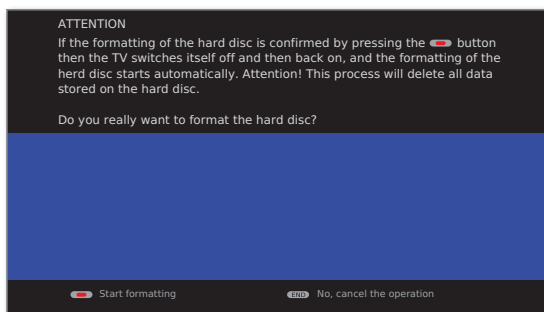 ATTENTION
If the formatting of the hard disc is confirmed by pressing the button
then the TV switches itself off and then back on, and the formatting of the
herd disc starts automatically. Attention! This process will delete all data
stored on the hard disc.
Do you really want to format the hard disc?
Start formatting
END No, cancel the operation